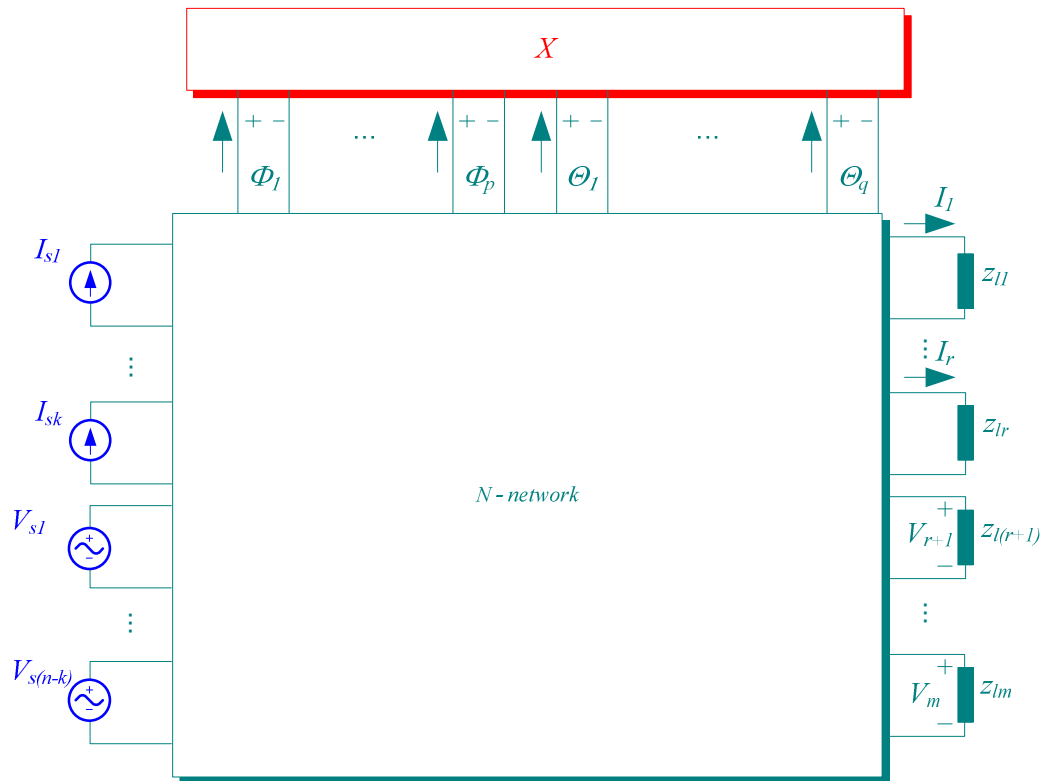 X
+ − ... + − + − ... + −
Φ1 Φp Θ1 Θq
I1
Is1
zl1
⋮
⋮ Ir
Isk
zlr
N - network
Vs1 + −
+ Vr+1 − zl(r+1)
⋮
⋮
Vs(n-k) + −
+ Vm − zlm